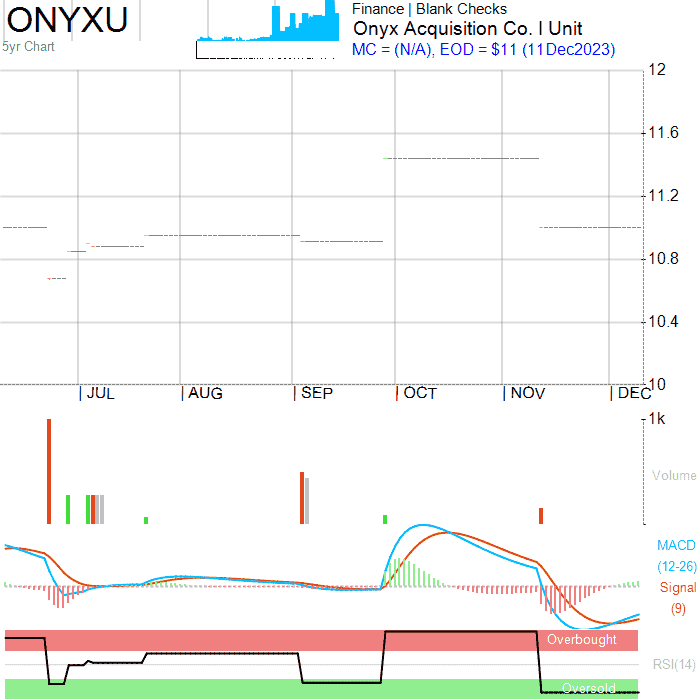 ONYXU
5yr Chart
Finance | Blank Checks
Onyx Acquisition Co. I Unit
MC = (N/A), EOD = $11 (11Dec2023)
12
11.6
11.2
10.8
10.4
10
JUL
AUG
SEP
OCT
NOV
DEC
1k
Volume
MACD
(12-26)
Signal
(9)
Overbought
RSI(14)
Oversold